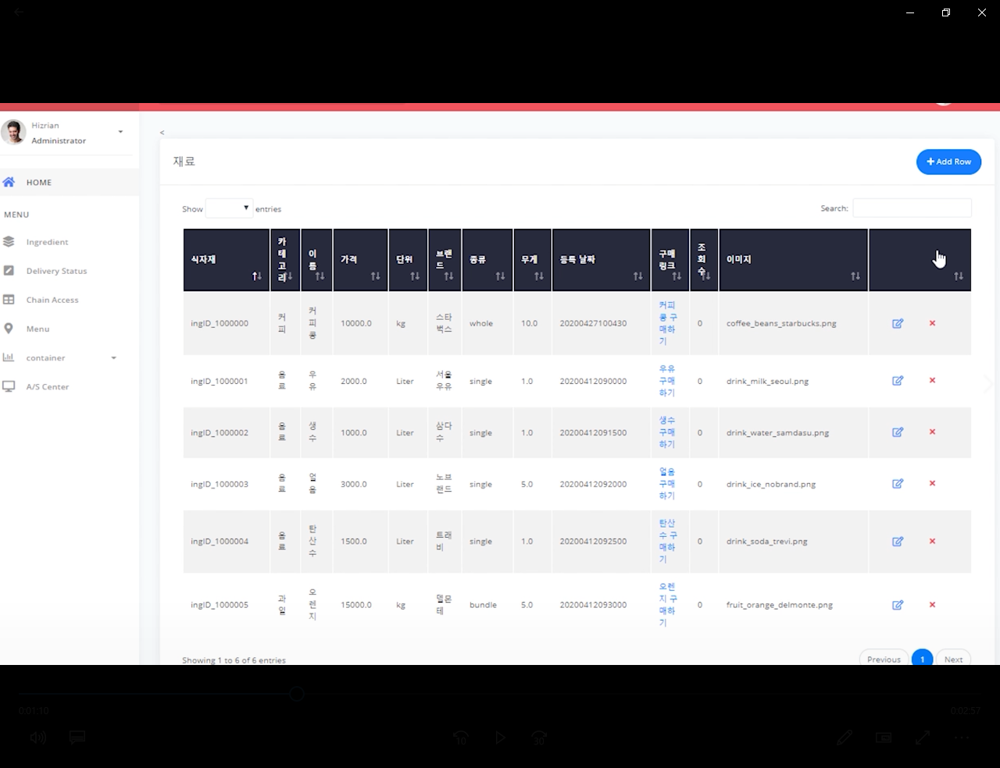 Hizrian
Administrator
HOME
MENU
Ingredient
Delivery Status
Chain Access
Menu
container
A/S Center
<
재료
+ Add Row
Show entries
Search:
식자재 카테고리 이름 가격 단위 브랜드 종류 무게 등록 날짜 구매 링크 조회수 이미지
ingID_1000000 커피 커피콩 10000.0 kg 스타벅스 whole 10.0 20200427100430 커피콩 구매하기 0 coffee_beans_starbucks.png
ingID_1000001 음료 우유 2000.0 Liter 서울우유 single 1.0 20200412090000 우유 구매하기 0 drink_milk_seoul.png
ingID_1000002 음료 생수 1000.0 Liter 삼다수 single 1.0 20200412091500 생수 구매하기 0 drink_water_samdasu.png
ingID_1000003 음료 얼음 3000.0 Liter 노브랜드 single 5.0 20200412092000 얼음 구매하기 0 drink_ice_nobrand.png
ingID_1000004 음료 탄산수 1500.0 Liter 트래비 single 1.0 20200412092500 탄산수 구매하기 0 drink_soda_trevi.png
ingID_1000005 과일 오렌지 15000.0 kg 델몬테 bundle 5.0 20200412093000 오렌지 구매하기 0 fruit_orange_delmonte.png
Showing 1 to 6 of 6 entries
Previous 1 Next
0:01:10
0:02:57
10
30